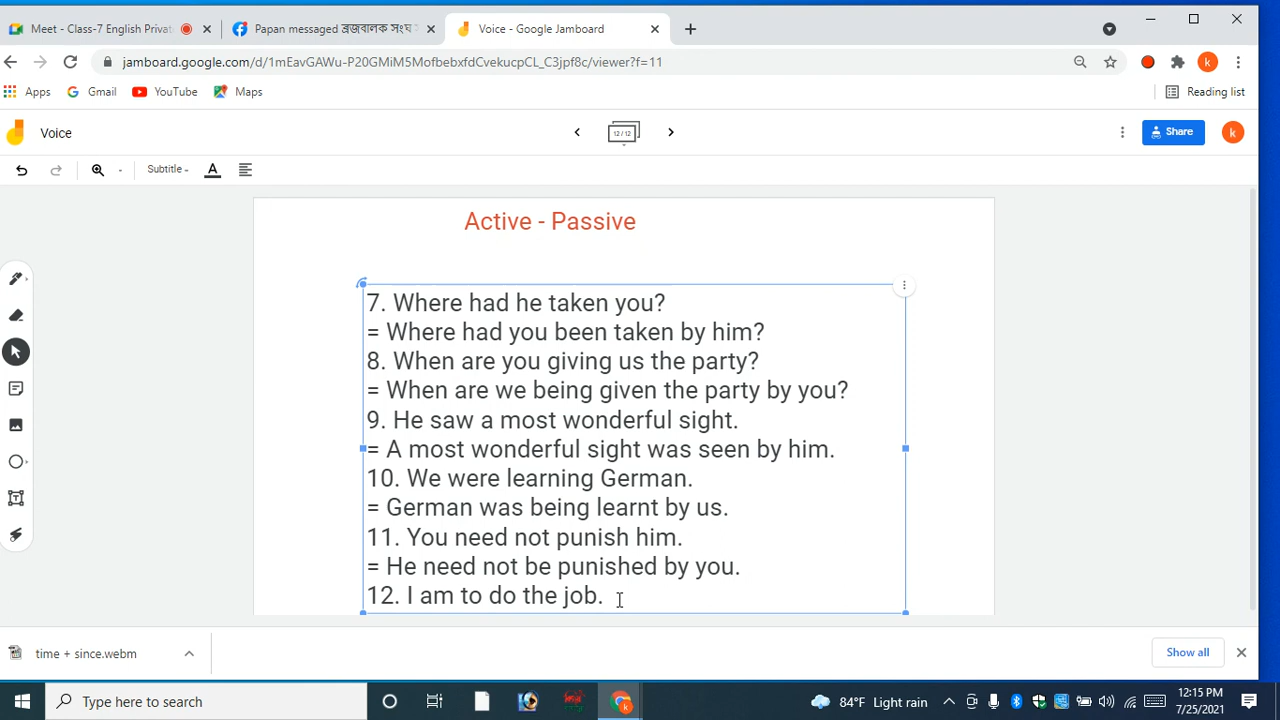 Meet - Class-7 English Privat
Papan messaged ব্রজবালক সংঘ
Voice - Google Jamboard
jamboard.google.com/d/1mEavGAWu-P20GMiM5MofbebxfdCvekucpCL_C3jpf8c/viewer?f=11
k
Apps
Gmail
YouTube
Maps
Reading list
Voice
12 / 12
Share
k
Subtitle
A
Active - Passive
7. Where had he taken you?
= Where had you been taken by him?
8. When are you giving us the party?
= When are we being given the party by you?
9. He saw a most wonderful sight.
= A most wonderful sight was seen by him.
10. We were learning German.
= German was being learnt by us.
11. You need not punish him.
= He need not be punished by you.
12. I am to do the job.
time + since.webm
Show all
Type here to search
84°F Light rain
12:15 PM
7/25/2021